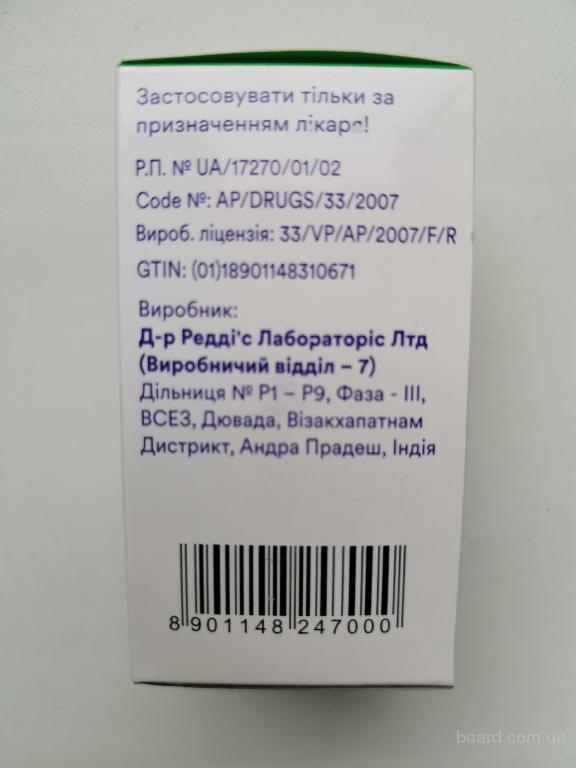 Застосовувати тільки за
призначенням лікаря!
Р.П. № UA/17270/01/02
Code №: AP/DRUGS/33/2007
Вироб. ліцензія: 33/VP/AP/2007/F/R
GTIN: (01)18901148310671
Виробник:
Д-р Редді'с Лабораторіс Лтд
(Виробничий відділ – 7)
Дільниця № P1 – P9, Фаза - III,
ВСЕЗ, Дювада, Візакхапатнам
Дистрикт, Андра Прадеш, Індія
8 901148 247000
board.com.ua